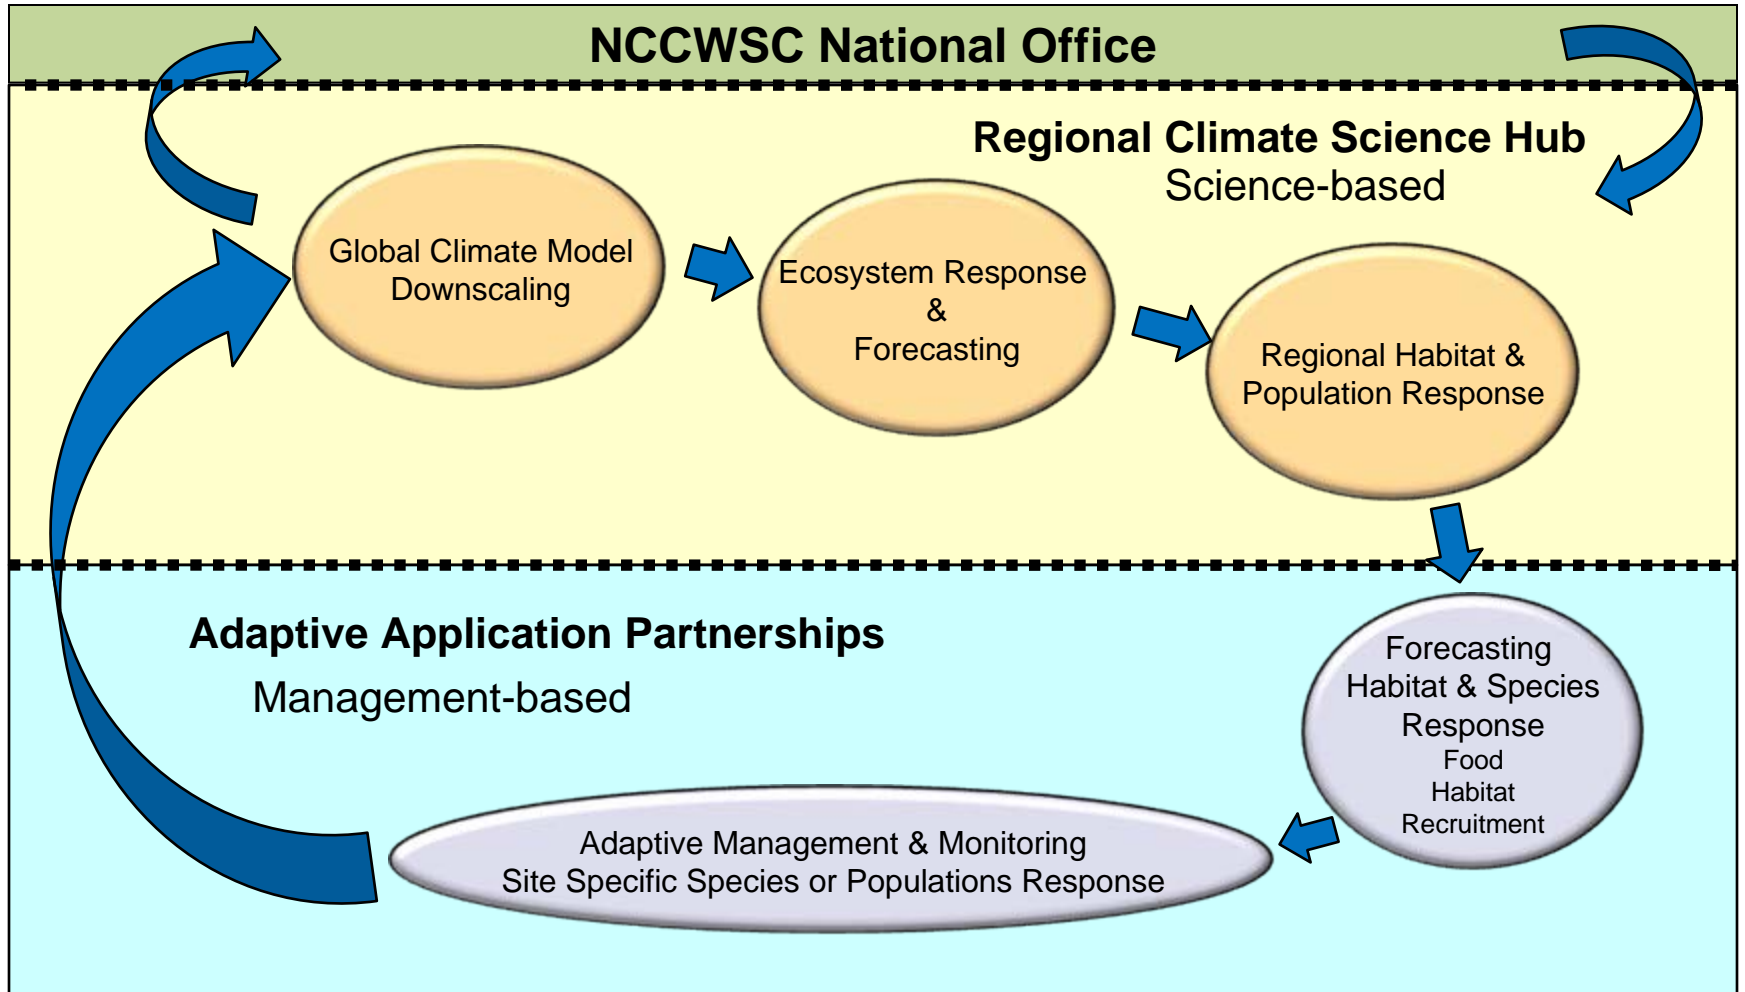 NCCWSC National Office
Regional Climate Science Hub
Science-based
Global Climate Model
Downscaling
Ecosystem Response
&
Forecasting
Regional Habitat &
Population Response
Adaptive Application Partnerships
Management-based
Forecasting
Habitat & Species
Response
Food
Habitat
Recruitment
Adaptive Management & Monitoring
Site Specific Species or Populations Response